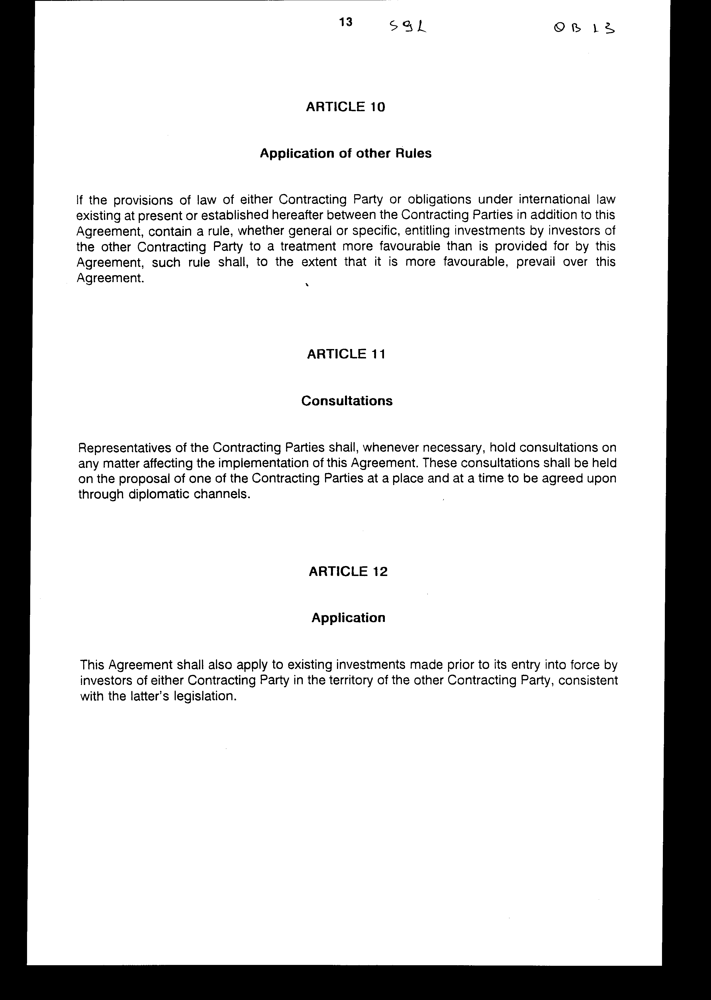 13 sgL OB 13
ARTICLE 10
Application of other Rules
If the provisions of law of either Contracting Party or obligations under international law
existing at present or established hereafter between the Contracting Parties in addition to this
Agreement, contain a rule, whether general or specific, entitling investments by investors of
the other Contracting Party to a treatment more favourable than is provided for by this
Agreement, such rule shall, to the extent that it is more favourable, prevail over this
Agreement.
ARTICLE 11
Consultations
Representatives of the Contracting Parties shall, whenever necessary, hold consultations on
any matter affecting the implementation of this Agreement. These consultations shall be held
on the proposal of one of the Contracting Parties at a place and at a time to be agreed upon
through diplomatic channels.
ARTICLE 12
Application
This Agreement shall also apply to existing investments made prior to its entry into force by
investors of either Contracting Party in the territory of the other Contracting Party, consistent
with the latter's legislation.